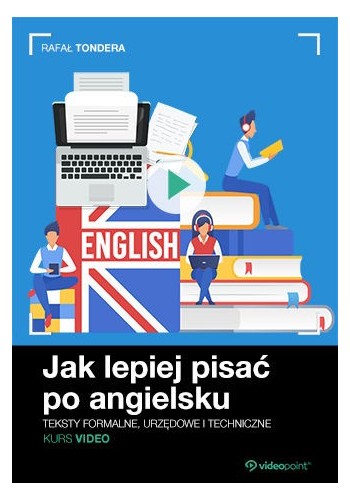 RAFAŁ TONDERA
ENGLISH
Jak lepiej pisać
po angielsku
TEKSTY FORMALNE, URZĘDOWE I TECHNICZNE
KURS VIDEO
videopoint